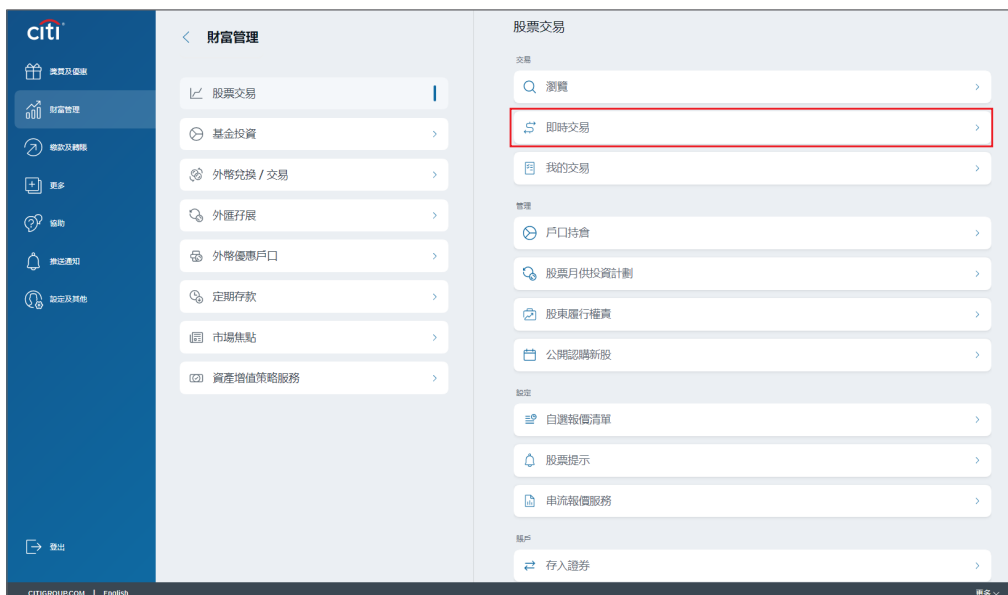 citi
獎賞及優惠
財富管理
繳款及轉賬
更多
協助
推送通知
設定及其他
登出
財富管理
股票交易
基金投資
外幣兌換 / 交易
外匯孖展
外幣優惠戶口
定期存款
市場焦點
資產增值策略服務
股票交易
交易
瀏覽
即時交易
我的交易
管理
戶口持倉
股票月供投資計劃
股東履行權責
公開認購新股
設定
自選報價清單
股票提示
串流報價服務
賬戶
存入證券
CITIGROUP.COM | English
更多